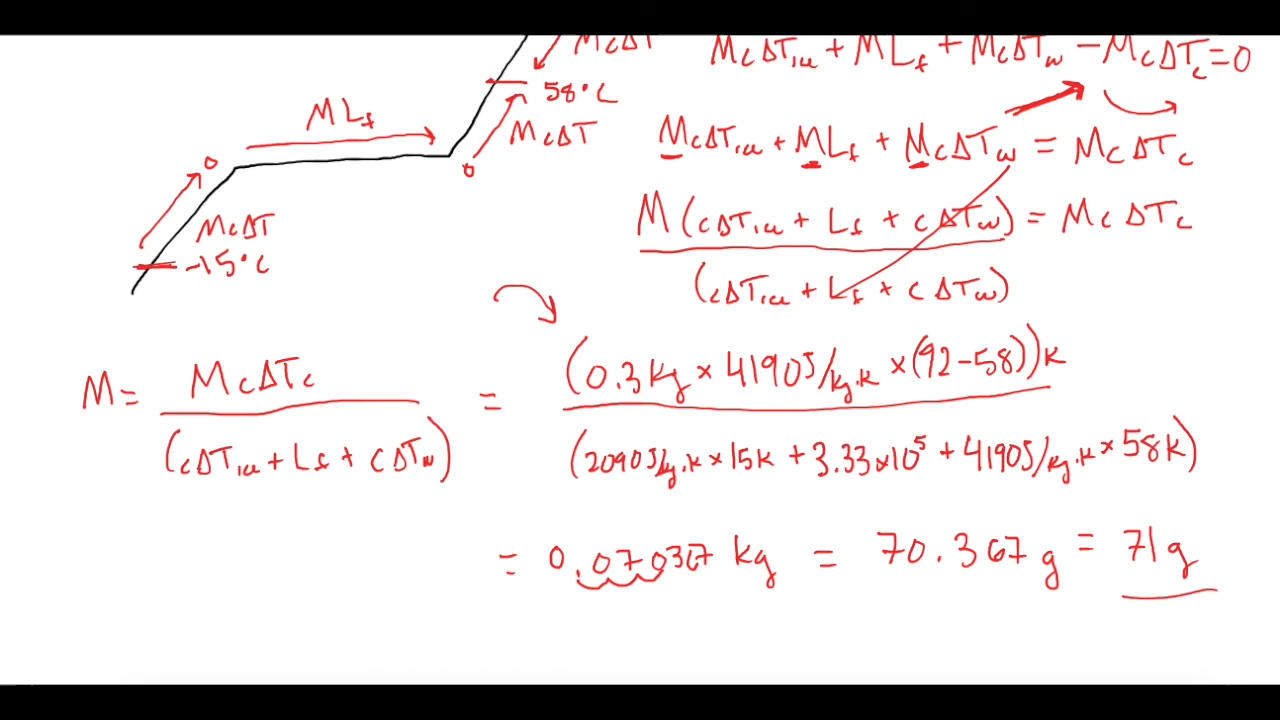 McΔT
58°C
MLf
McΔT
0
0
McΔT
-15°C
McΔTice + MLf + McΔTw - McΔTc = 0
McΔTice + MLf + McΔTw = McΔTc
M(cΔTice + Lf + cΔTw) = McΔTc
(cΔTice + Lf + cΔTw)
M = McΔTc
(cΔTice + Lf + cΔTw)
= (0.3kg × 4190J/kg.k × (92-58))k
(2090J/kg.k × 15k + 3.33×10⁵ + 4190J/kg.k × 58k)
= 0.070367 kg = 70.367 g = 71g